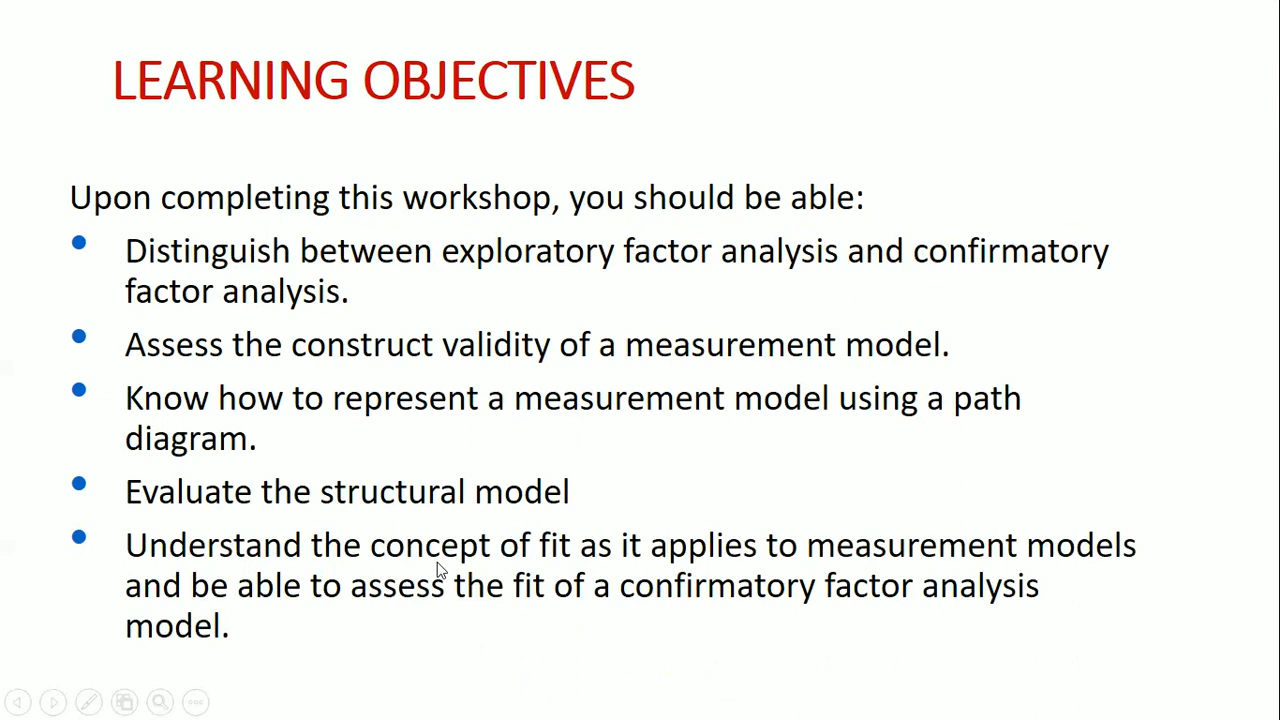 LEARNING OBJECTIVES
Upon completing this workshop, you should be able:
• Distinguish between exploratory factor analysis and confirmatory
factor analysis.
• Assess the construct validity of a measurement model.
• Know how to represent a measurement model using a path
diagram.
• Evaluate the structural model
• Understand the concept of fit as it applies to measurement models
and be able to assess the fit of a confirmatory factor analysis
model.